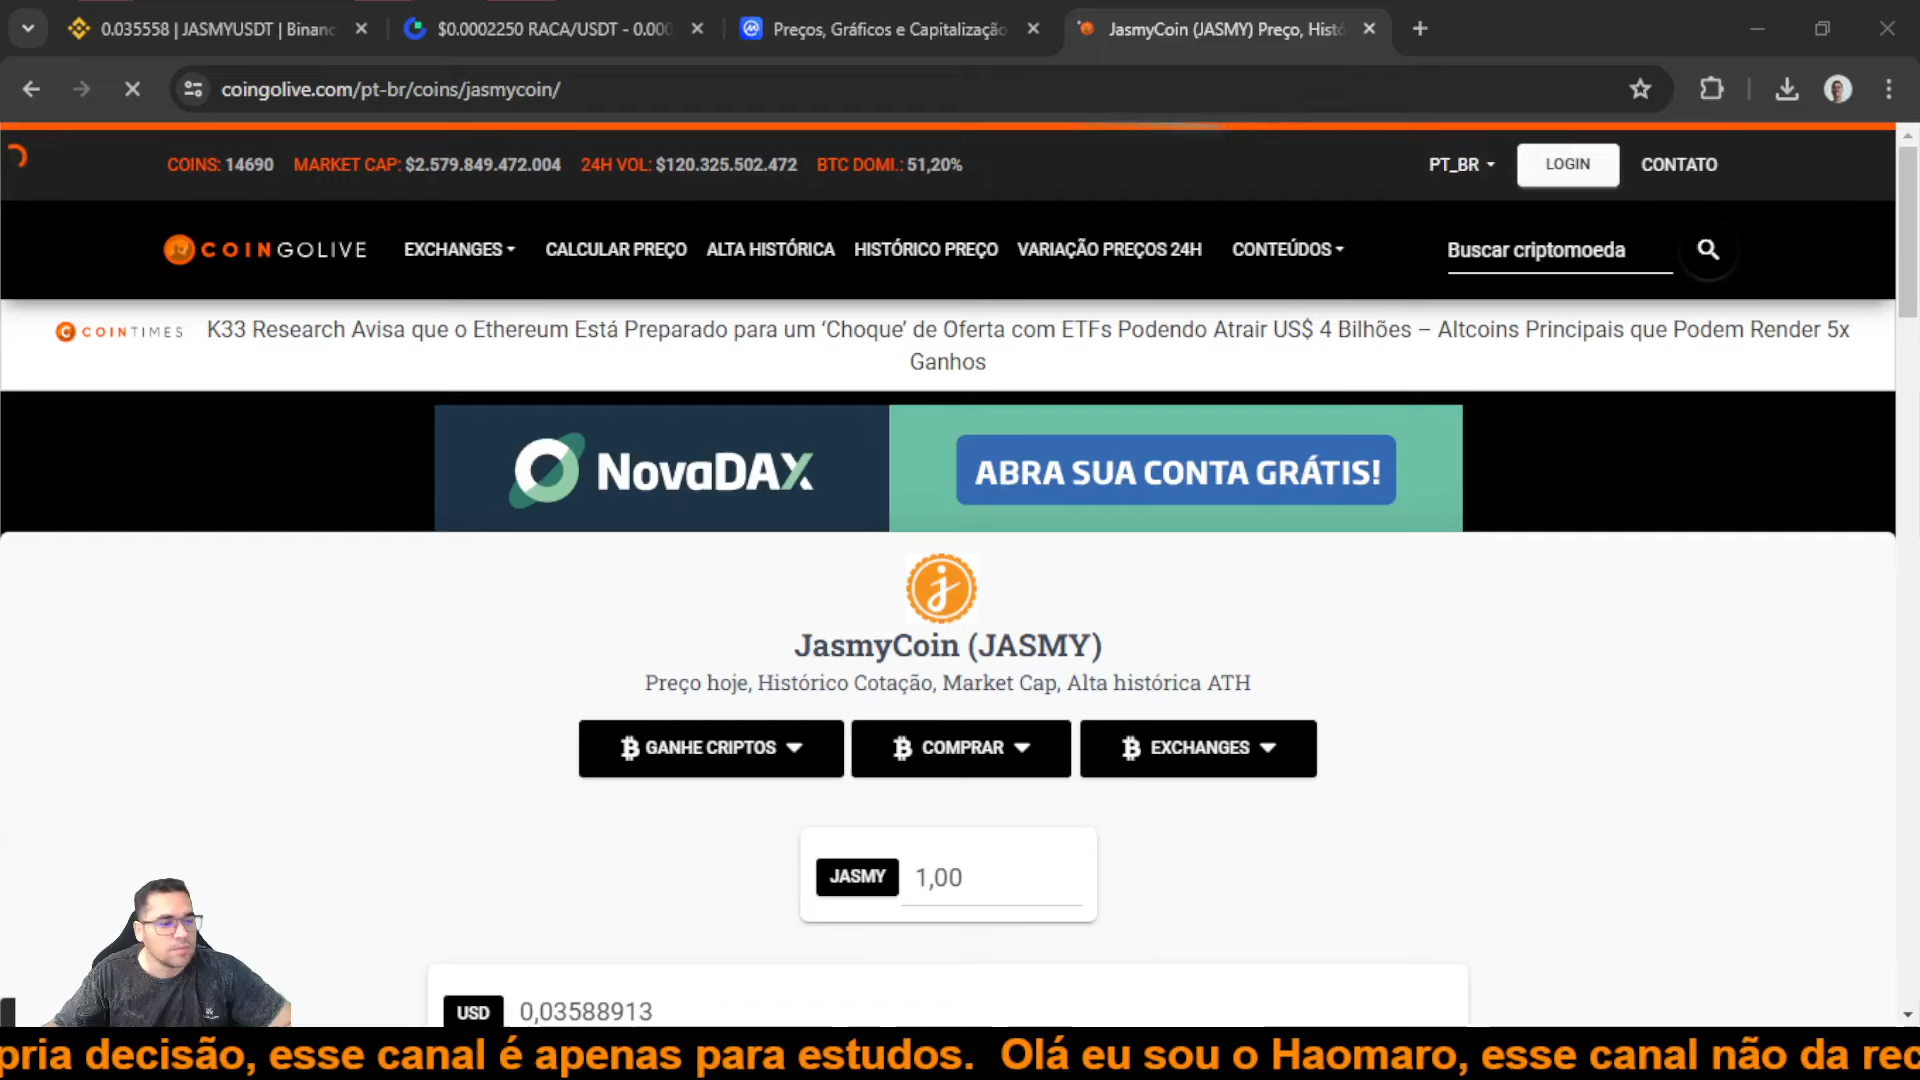 0.035558 | JASMYUSDT | Binanc
$0.0002250 RACA/USDT - 0.000
Preços, Gráficos e Capitalização
JasmyCoin (JASMY) Preço, Histó
coingolive.com/pt-br/coins/jasmycoin/
COINS: 14690 MARKET CAP: $2.579.849.472.004 24H VOL: $120.325.502.472 BTC DOMI.: 51,20%
PT_BR LOGIN CONTATO
COINGOLIVE EXCHANGES CALCULAR PREÇO ALTA HISTÓRICA HISTÓRICO PREÇO VARIAÇÃO PREÇOS 24H CONTEÚDOS Buscar criptomoeda
COINTIMES K33 Research Avisa que o Ethereum Está Preparado para um ‘Choque’ de Oferta com ETFs Podendo Atrair US$ 4 Bilhões – Altcoins Principais que Podem Render 5x
Ganhos
NovaDAX ABRA SUA CONTA GRÁTIS!
JasmyCoin (JASMY)
Preço hoje, Histórico Cotação, Market Cap, Alta histórica ATH
GANHE CRIPTOS COMPRAR EXCHANGES
JASMY 1,00
USD 0,03588913
pria decisão, esse canal é apenas para estudos. Olá eu sou o Haomaro, esse canal não da rec